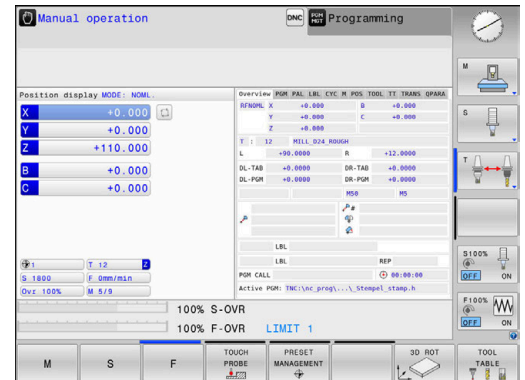 Manual operation
DNC
PGM MGT
Programming
Position display MODE: NOML.
X +0.000
Y +0.000
Z +110.000
B +0.000
C +0.000
1 T 12 Z
S 1800 F 0mm/min
Ovr 100% M 5/9
Overview PGM PAL LBL CYC M POS TOOL TT TRANS QPARA
RFNOML X +0.000 B +0.000
Y +0.000 C +0.000
Z +0.000
T : 12 MILL_D24_ROUGH
L +90.0000 R +12.0000
DL-TAB +0.0000 DR-TAB +0.0000
DL-PGM +0.0000 DR-PGM +0.0000
M50 M5
LBL
LBL REP
PGM CALL 00:00:00
Active PGM: TNC:\nc_prog\...\_Stempel_stamp.h
100% S-OVR
100% F-OVR LIMIT 1
M
S
T
S100%
OFF ON
F100%
OFF ON
M
S
F
TOUCH PROBE
PRESET MANAGEMENT
3D ROT
TOOL TABLE